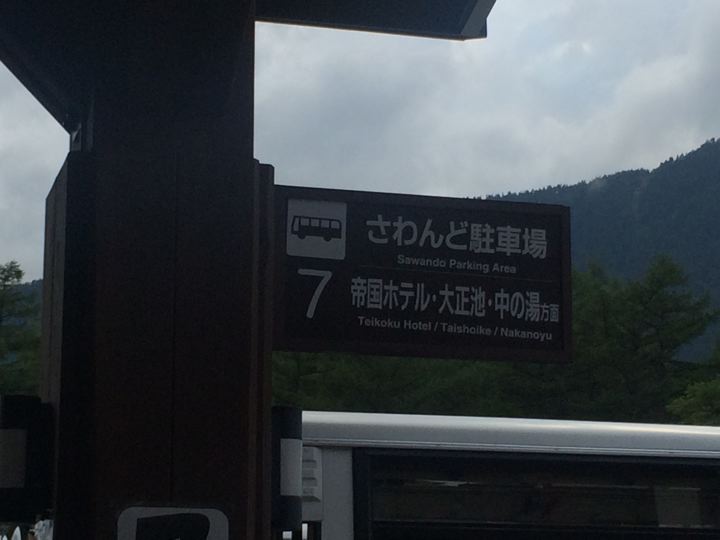 さわんど駐車場
Sawando Parking Area
7
帝国ホテル・大正池・中の湯方面
Teikoku Hotel / Taishoike / Nakanoyu